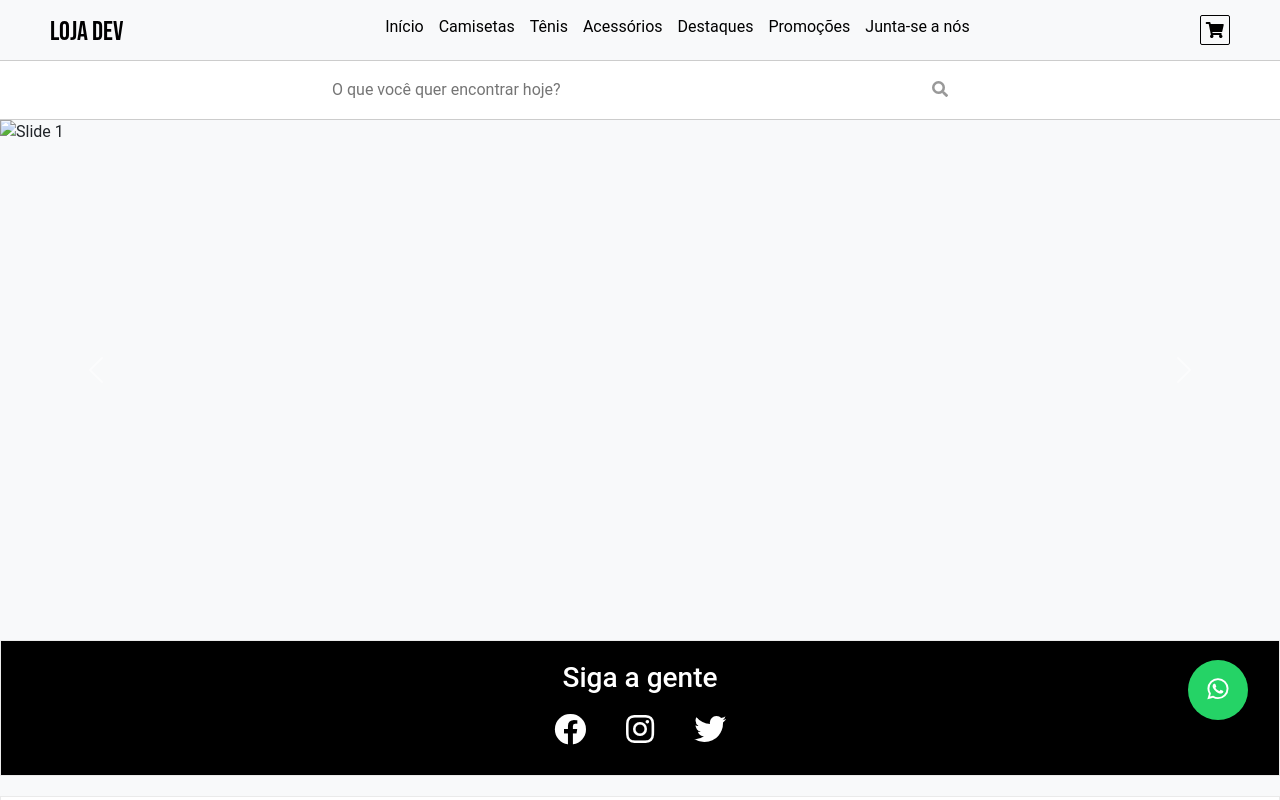 LOJA DEV
Início Camisetas Tênis Acessórios Destaques Promoções Junta-se a nós
O que você quer encontrar hoje?
Slide 1
Siga a gente